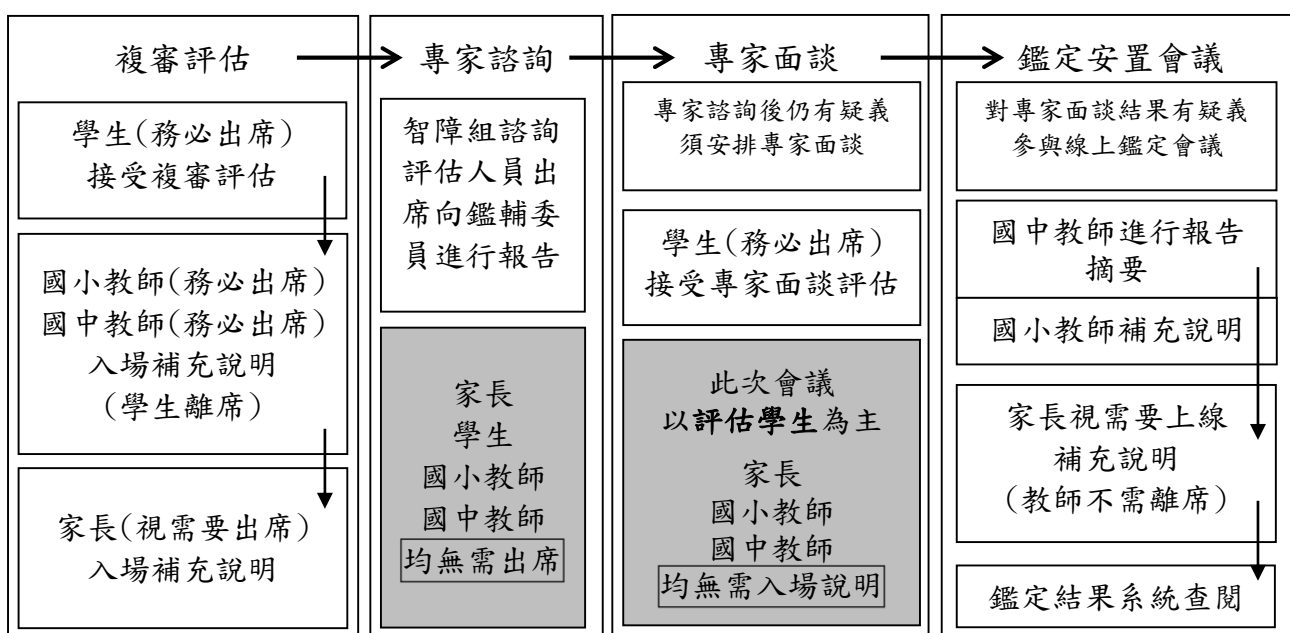 複審評估
學生(務必出席)
接受複審評估
國小教師(務必出席)
國中教師(務必出席)
入場補充說明
(學生離席)
家長(視需要出席)
入場補充說明
專家諮詢
智障組諮詢
評估人員出
席向鑑輔委
員進行報告
家長
學生
國小教師
國中教師
均無需出席
專家面談
專家諮詢後仍有疑義
須安排專家面談
學生(務必出席)
接受專家面談評估
此次會議
以評估學生為主
家長
國小教師
國中教師
均無需入場說明
鑑定安置會議
對專家面談結果有疑義
參與線上鑑定會議
國中教師進行報告
摘要
國小教師補充說明
家長視需要上線
補充說明
(教師不需離席)
鑑定結果系統查閱